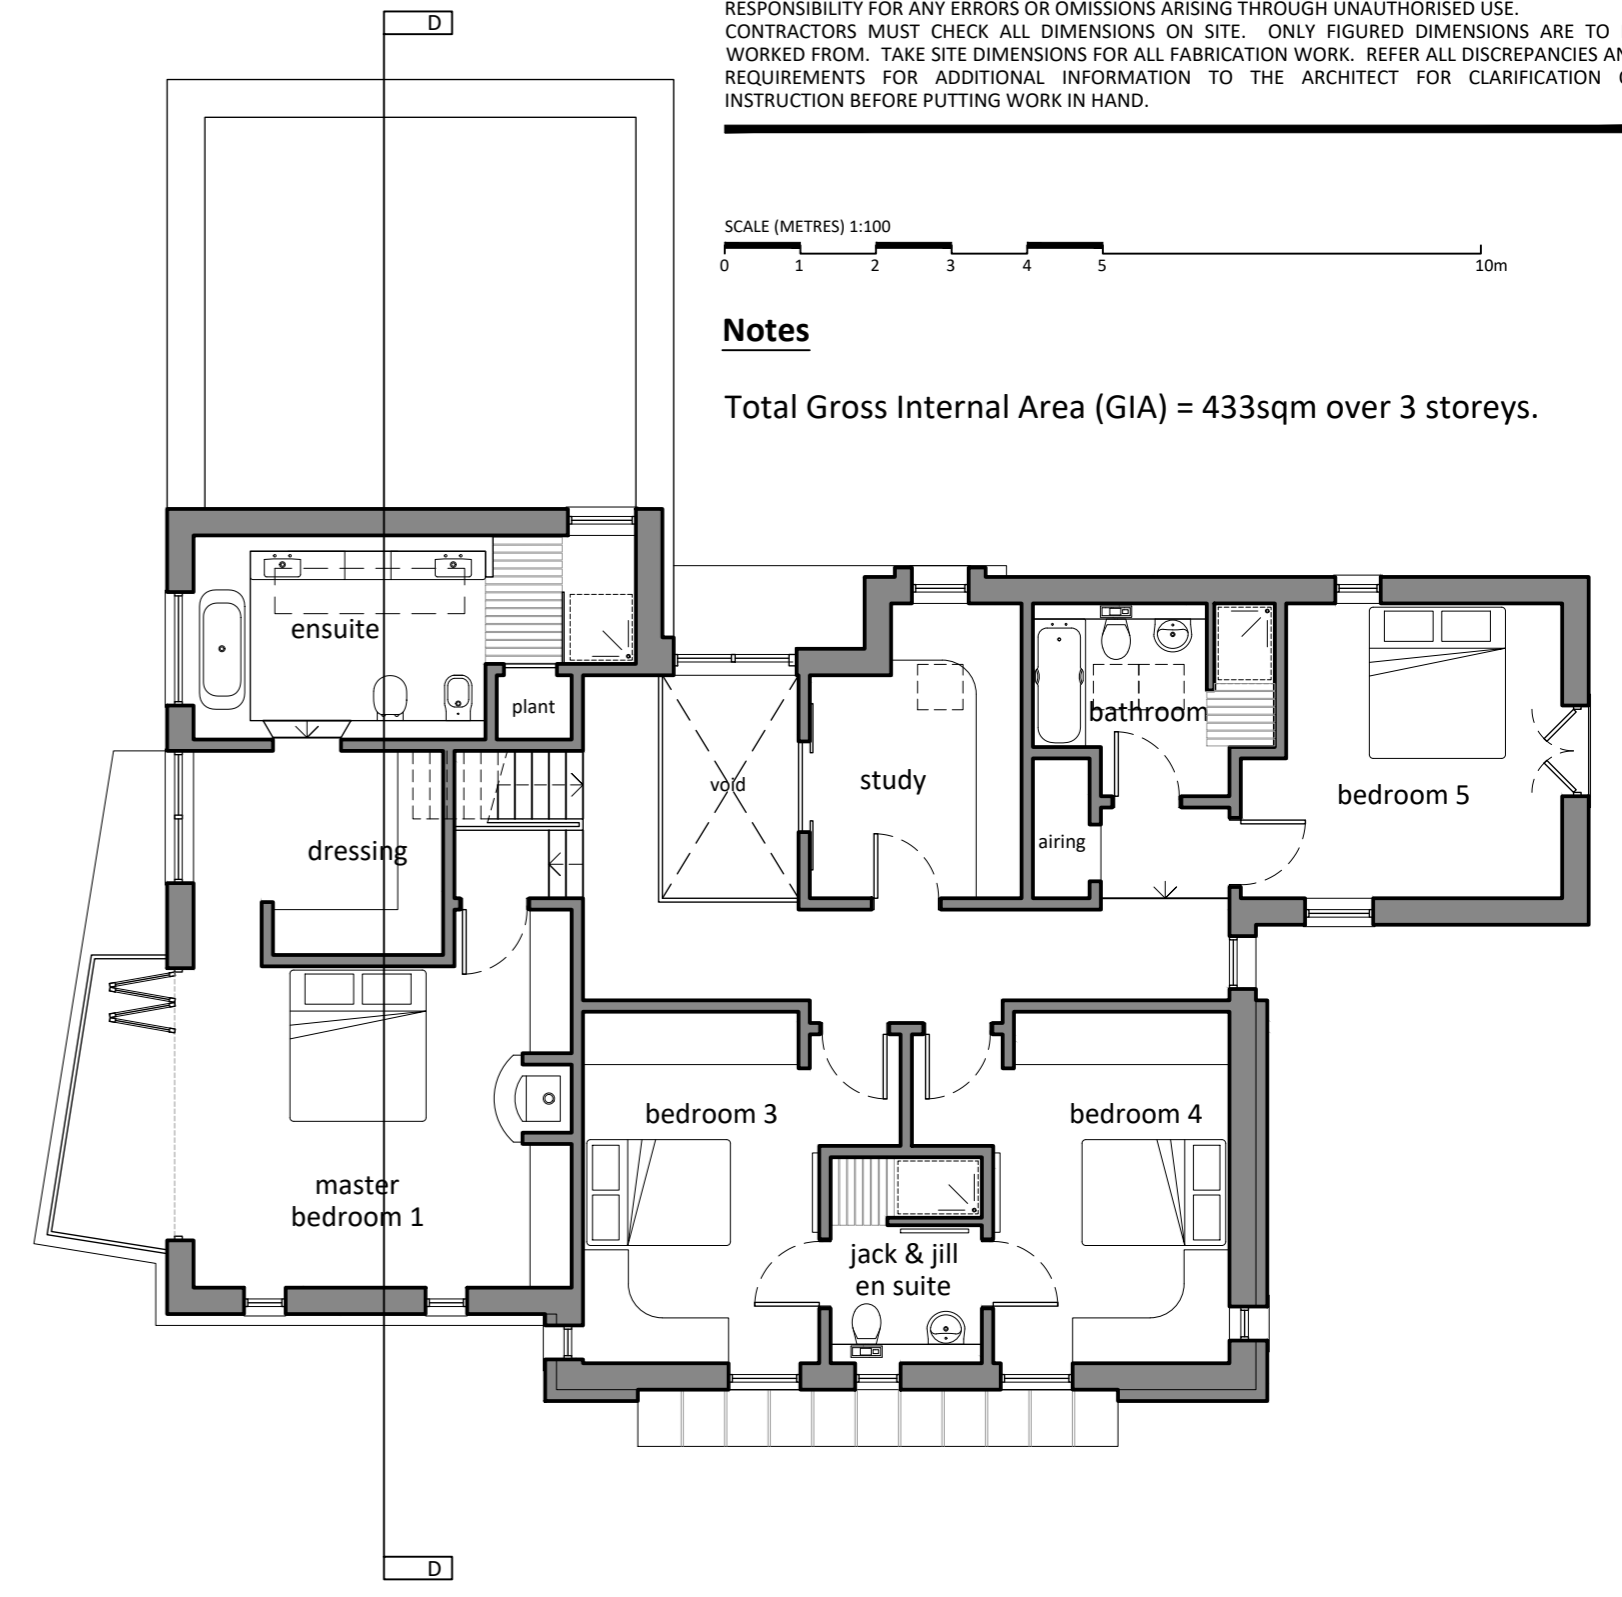 D
RESPONSIBILITY FOR ANY ERRORS OR OMISSIONS ARISING THROUGH UNAUTHORISED USE.
CONTRACTORS MUST CHECK ALL DIMENSIONS ON SITE. ONLY FIGURED DIMENSIONS ARE TO
WORKED FROM. TAKE SITE DIMENSIONS FOR ALL FABRICATION WORK. REFER ALL DISCREPANCIES
REQUIREMENTS FOR ADDITIONAL INFORMATION TO THE ARCHITECT FOR CLARIFICATION
INSTRUCTION BEFORE PUTTING WORK IN HAND.
SCALE (METRES) 1:100
0 1 2 3 4 5 10m
Notes
Total Gross Internal Area (GIA) = 433sqm over 3 storeys.
ensuite
plant
bathroom
void
study
bedroom 5
dressing
airing
bedroom 3
bedroom 4
master
bedroom 1
jack & jill
en suite
D